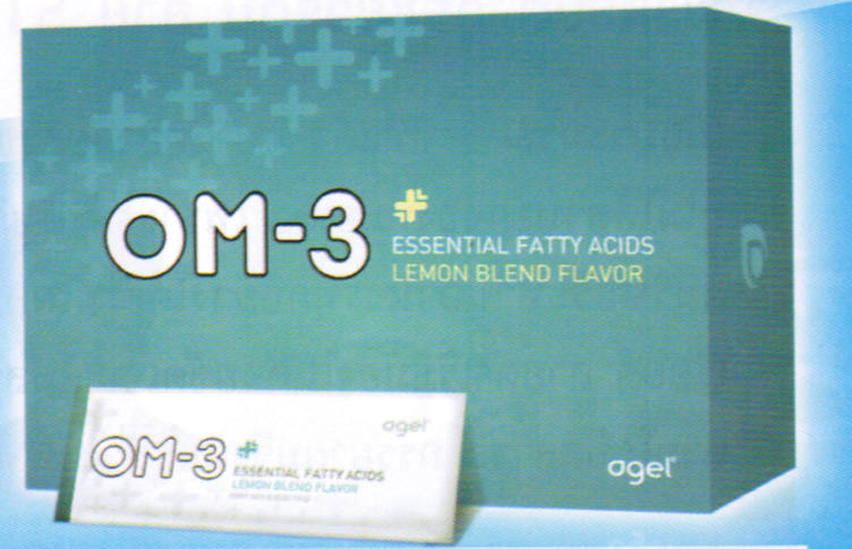 OM-3
ESSENTIAL FATTY ACIDS
LEMON BLEND FLAVOR
agel
agel
OM-3
ESSENTIAL FATTY ACIDS
LEMON BLEND FLAVOR